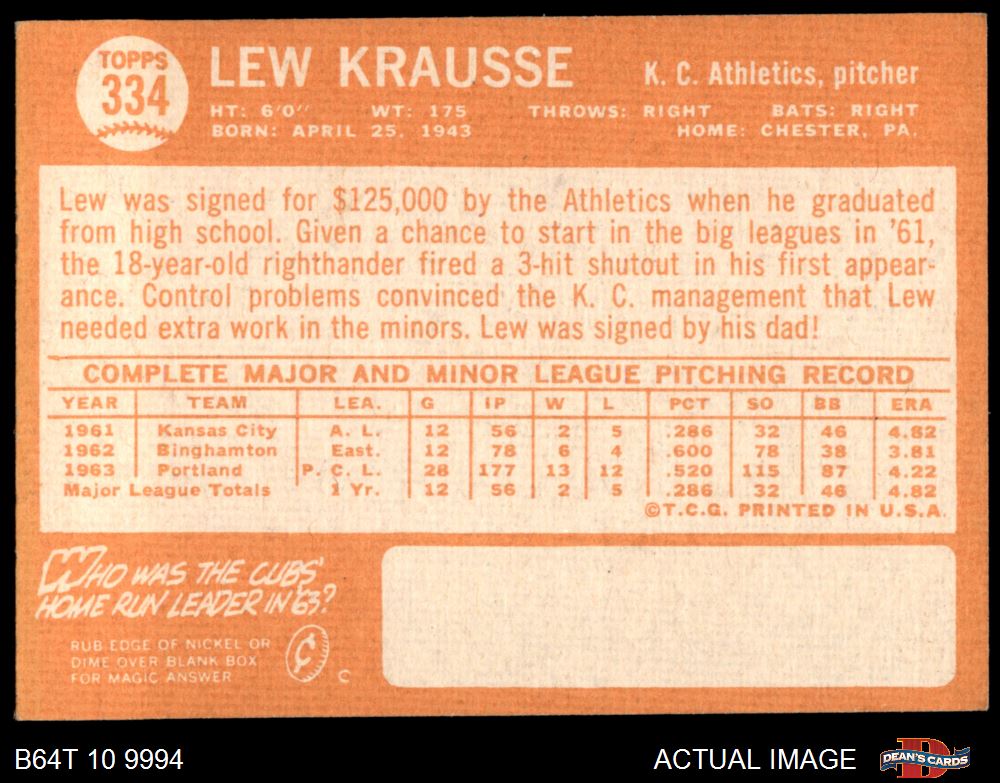 TOPPS
334
LEW KRAUSSE
K. C. Athletics, pitcher
HT: 6'0" WT: 175 THROWS: RIGHT BATS: RIGHT
BORN: APRIL 25, 1943 HOME: CHESTER, PA.
Lew was signed for $125,000 by the Athletics when he graduated
from high school. Given a chance to start in the big leagues in '61,
the 18-year-old righthander fired a 3-hit shutout in his first appear-
ance. Control problems convinced the K. C. management that Lew
needed extra work in the minors. Lew was signed by his dad!
COMPLETE MAJOR AND MINOR LEAGUE PITCHING RECORD
YEAR TEAM LEA. G IP W L PCT SO BB ERA
1961 Kansas City A. L. 12 56 2 5 .286 32 46 4.82
1962 Binghamton East. 12 78 6 4 .600 78 38 3.81
1963 Portland P. C. L. 28 177 13 12 .520 115 87 4.22
Major League Totals 1 Yr. 12 56 2 5 .286 32 46 4.82
©T.C.G. PRINTED IN U.S.A.
WHO WAS THE CUBS'
HOME RUN LEADER IN 63?
RUB EDGE OF NICKEL OR
DIME OVER BLANK BOX
FOR MAGIC ANSWER
¢
C
B64T 10 9994
ACTUAL IMAGE
D
DEAN'S CARDS